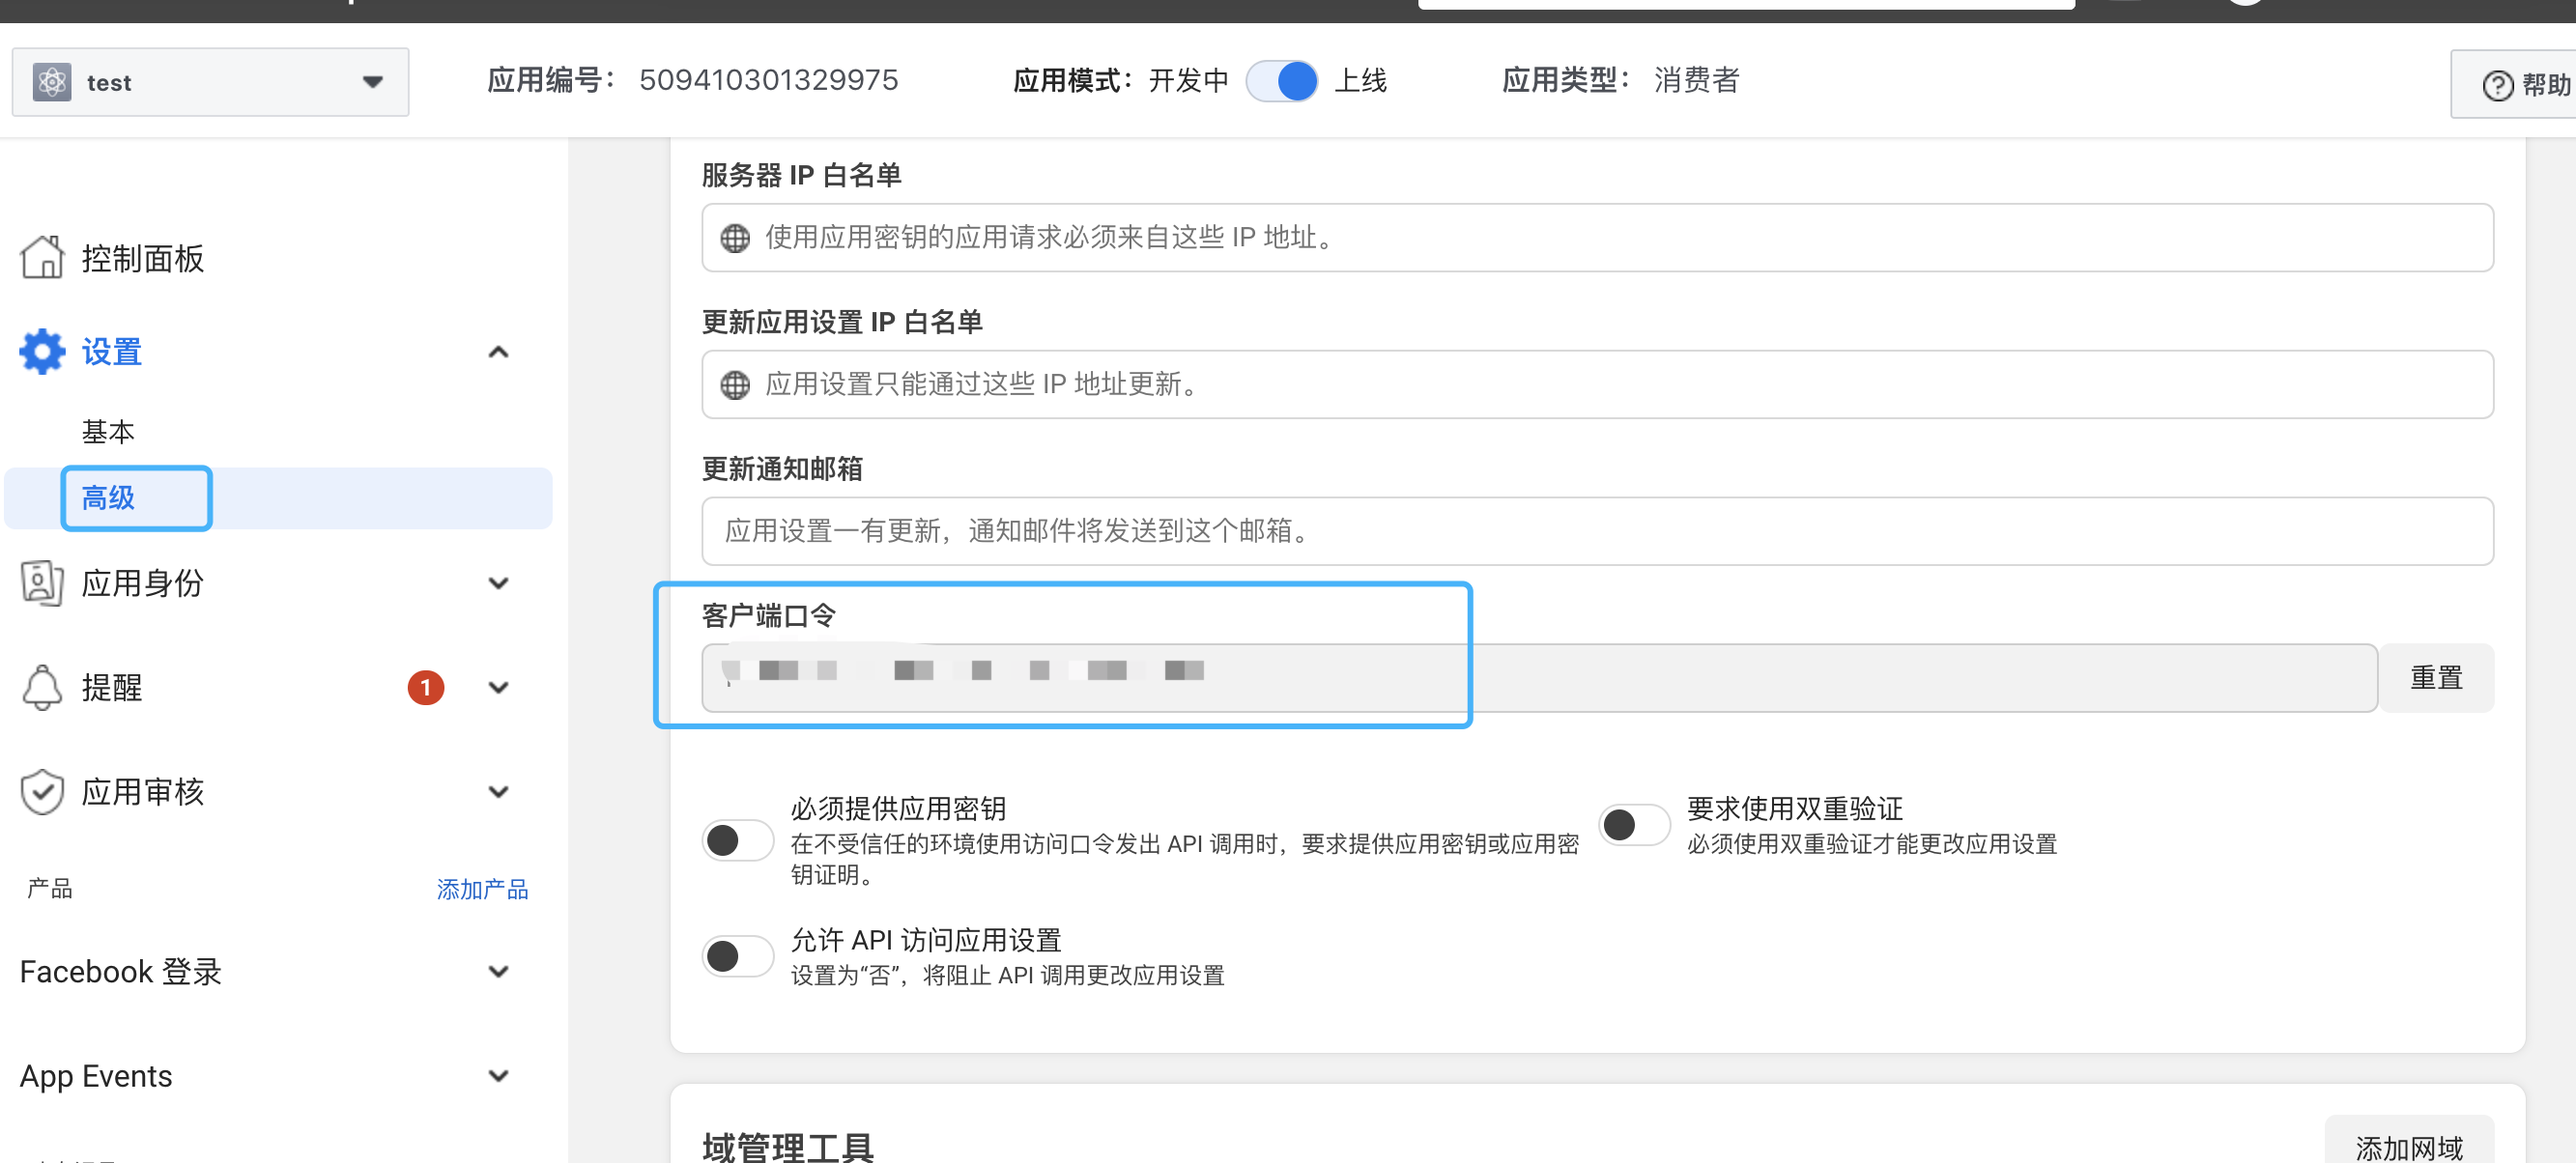 test
应用编号： 509410301329975
应用模式：开发中 上线
应用类型： 消费者
帮助
控制面板
设置
基本
高级
应用身份
提醒
1
应用审核
产品
添加产品
Facebook 登录
App Events
服务器 IP 白名单
使用应用密钥的应用请求必须来自这些 IP 地址。
更新应用设置 IP 白名单
应用设置只能通过这些 IP 地址更新。
更新通知邮箱
应用设置一有更新，通知邮件将发送到这个邮箱。
客户端口令
重置
必须提供应用密钥
在不受信任的环境使用访问口令发出 API 调用时，要求提供应用密钥或应用密
钥证明。
要求使用双重验证
必须使用双重验证才能更改应用设置
允许 API 访问应用设置
设置为“否”，将阻止 API 调用更改应用设置
域管理工具
添加网域